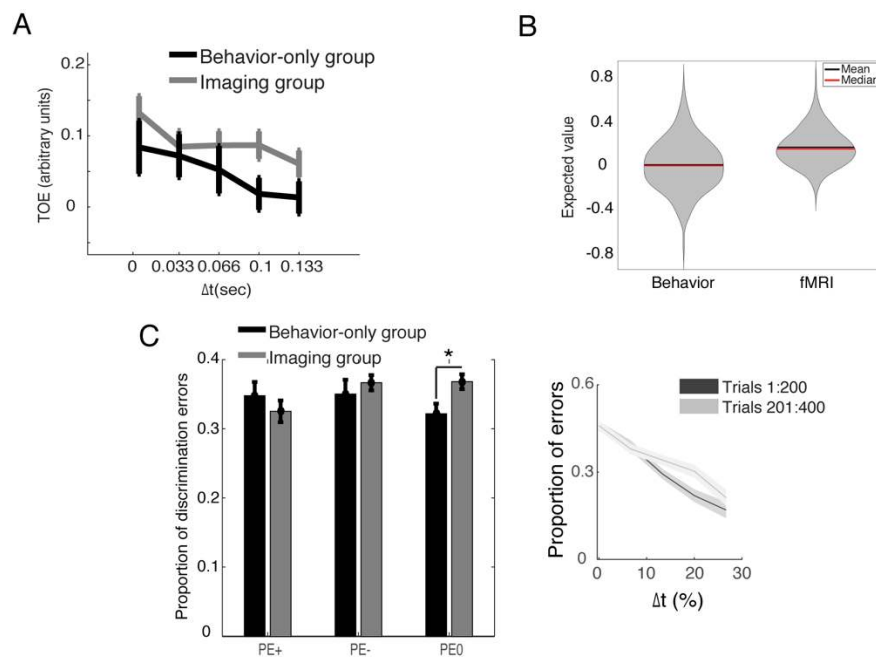 A
Behavior-only group
Imaging group
TOE (arbitrary units)
0.2
0.1
0
0 0.033 0.066 0.1 0.133
Δt(sec)
B
Mean
Median
Expected value
0.8
0.4
0
-0.4
-0.8
Behavior fMRI
C
Behavior-only group
Imaging group
Proportion of discrimination errors
0.4
0.3
0.2
0.1
0
*
PE+ PE- PE0
Trials 1:200
Trials 201:400
Proportion of errors
0.6
0.3
0
0 10 20 30
Δt (%)